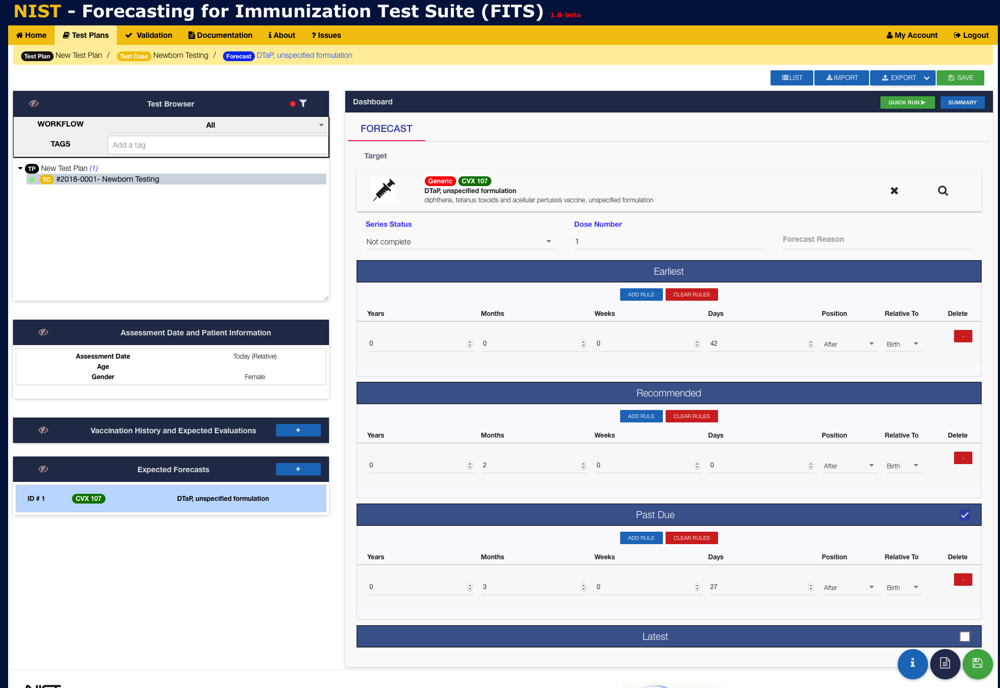 NIST - Forecasting for Immunization Test Suite (FITS) 1.0-beta
Home Test Plans Validation Documentation About Issues My Account Logout
Test Plan New Test Plan / Test Case Newborn Testing / Forecast DTaP, unspecified formulation
LIST IMPORT EXPORT SAVE
Test Browser
WORKFLOW All
TAGS Add a tag
TP New Test Plan (1)
TC #2018-0001- Newborn Testing
Assessment Date and Patient Information
Assessment Date Today (Relative)
Age
Gender Female
Vaccination History and Expected Evaluations +
Expected Forecasts +
ID # 1 CVX 107 DTaP, unspecified formulation
Dashboard QUICK RUN SUMMARY
FORECAST
Target
Generic CVX 107
DTaP, unspecified formulation
diphtheria, tetanus toxoids and acellular pertussis vaccine, unspecified formulation
Series Status Dose Number
Not complete 1 Forecast Reason
Earliest
ADD RULE CLEAR RULES
Years Months Weeks Days Position Relative To Delete
0 0 0 42 After Birth -
Recommended
ADD RULE CLEAR RULES
Years Months Weeks Days Position Relative To Delete
0 2 0 0 After Birth -
Past Due
ADD RULE CLEAR RULES
Years Months Weeks Days Position Relative To Delete
0 3 0 27 After Birth -
Latest